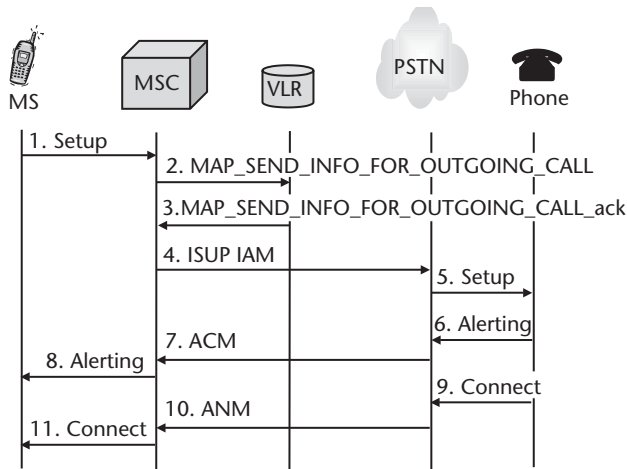 MS
MSC
VLR
PSTN
Phone
1. Setup
2. MAP_SEND_INFO_FOR_OUTGOING_CALL
3.MAP_SEND_INFO_FOR_OUTGOING_CALL_ack
4. ISUP IAM
5. Setup
6. Alerting
7. ACM
8. Alerting
9. Connect
10. ANM
11. Connect